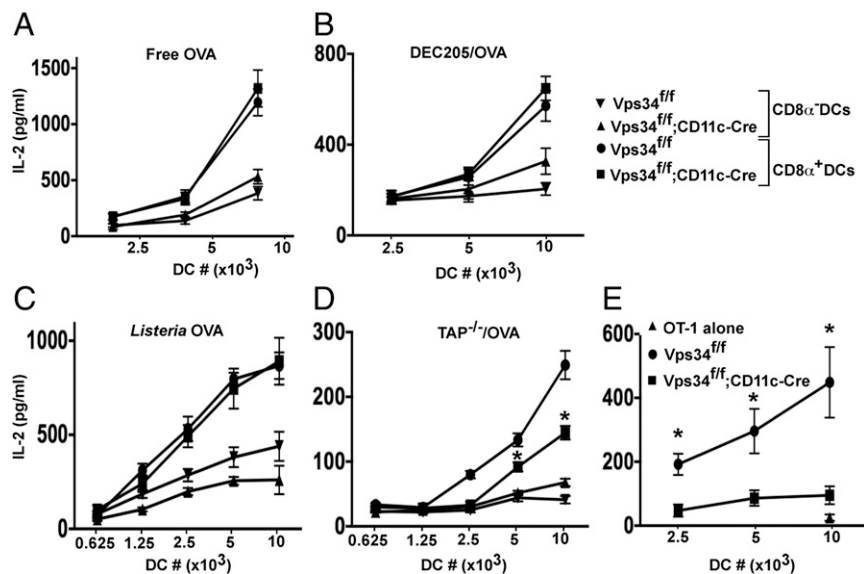 A
Free OVA
IL-2 (pg/ml)
1500
1000
500
0
2.5 5 10
DC # (x10³)
B
DEC205/OVA
800
400
0
2.5 5 10
DC # (x10³)
▼ Vps34f/f
▲ Vps34f/f;CD11c-Cre
CD8α⁻DCs
● Vps34f/f
■ Vps34f/f;CD11c-Cre
CD8α⁺DCs
C
Listeria OVA
IL-2 (pg/ml)
1000
500
0
0.625 1.25 2.5 5 10
DC # (x10³)
D
TAP⁻/⁻/OVA
300
200
100
0
* *
0.625 1.25 2.5 5 10
DC # (x10³)
E
▲ OT-1 alone
● Vps34f/f
■ Vps34f/f;CD11c-Cre
600
400
200
0
* * *
2.5 5 10
DC # (x10³)